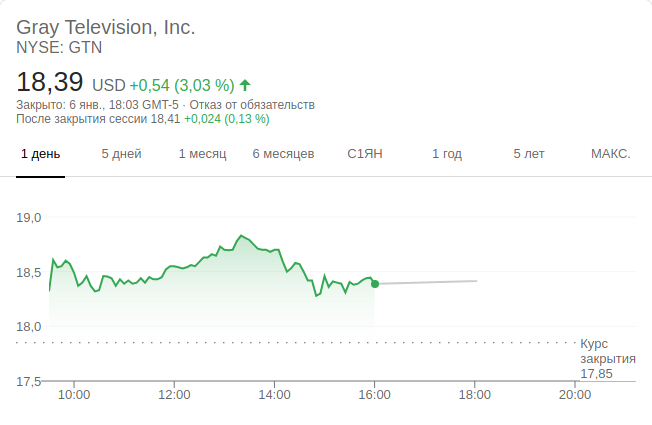 Gray Television, Inc.
NYSE: GTN
18,39 USD +0,54 (3,03 %)
Закрыто: 6 янв., 18:03 GMT-5 · Отказ от обязательств
После закрытия сессии 18,41 +0,024 (0,13 %)
1 день 5 дней 1 месяц 6 месяцев С1ЯН 1 год 5 лет МАКС.
19,0
18,5
18,0
Курс
закрытия
17,85
17,5
10:00 12:00 14:00 16:00 18:00 20:00